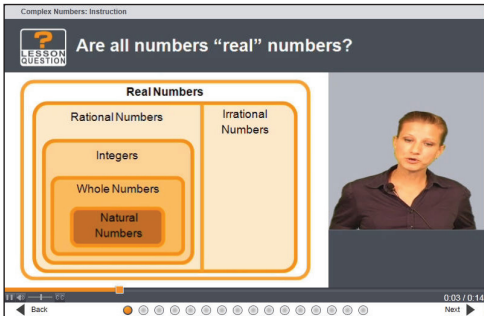 Complex Numbers: Instruction
?
LESSON
QUESTION
Are all numbers “real” numbers?
Real Numbers
Rational Numbers
Irrational
Numbers
Integers
Whole Numbers
Natural
Numbers
CC
0:03 / 0:14
Back
Next